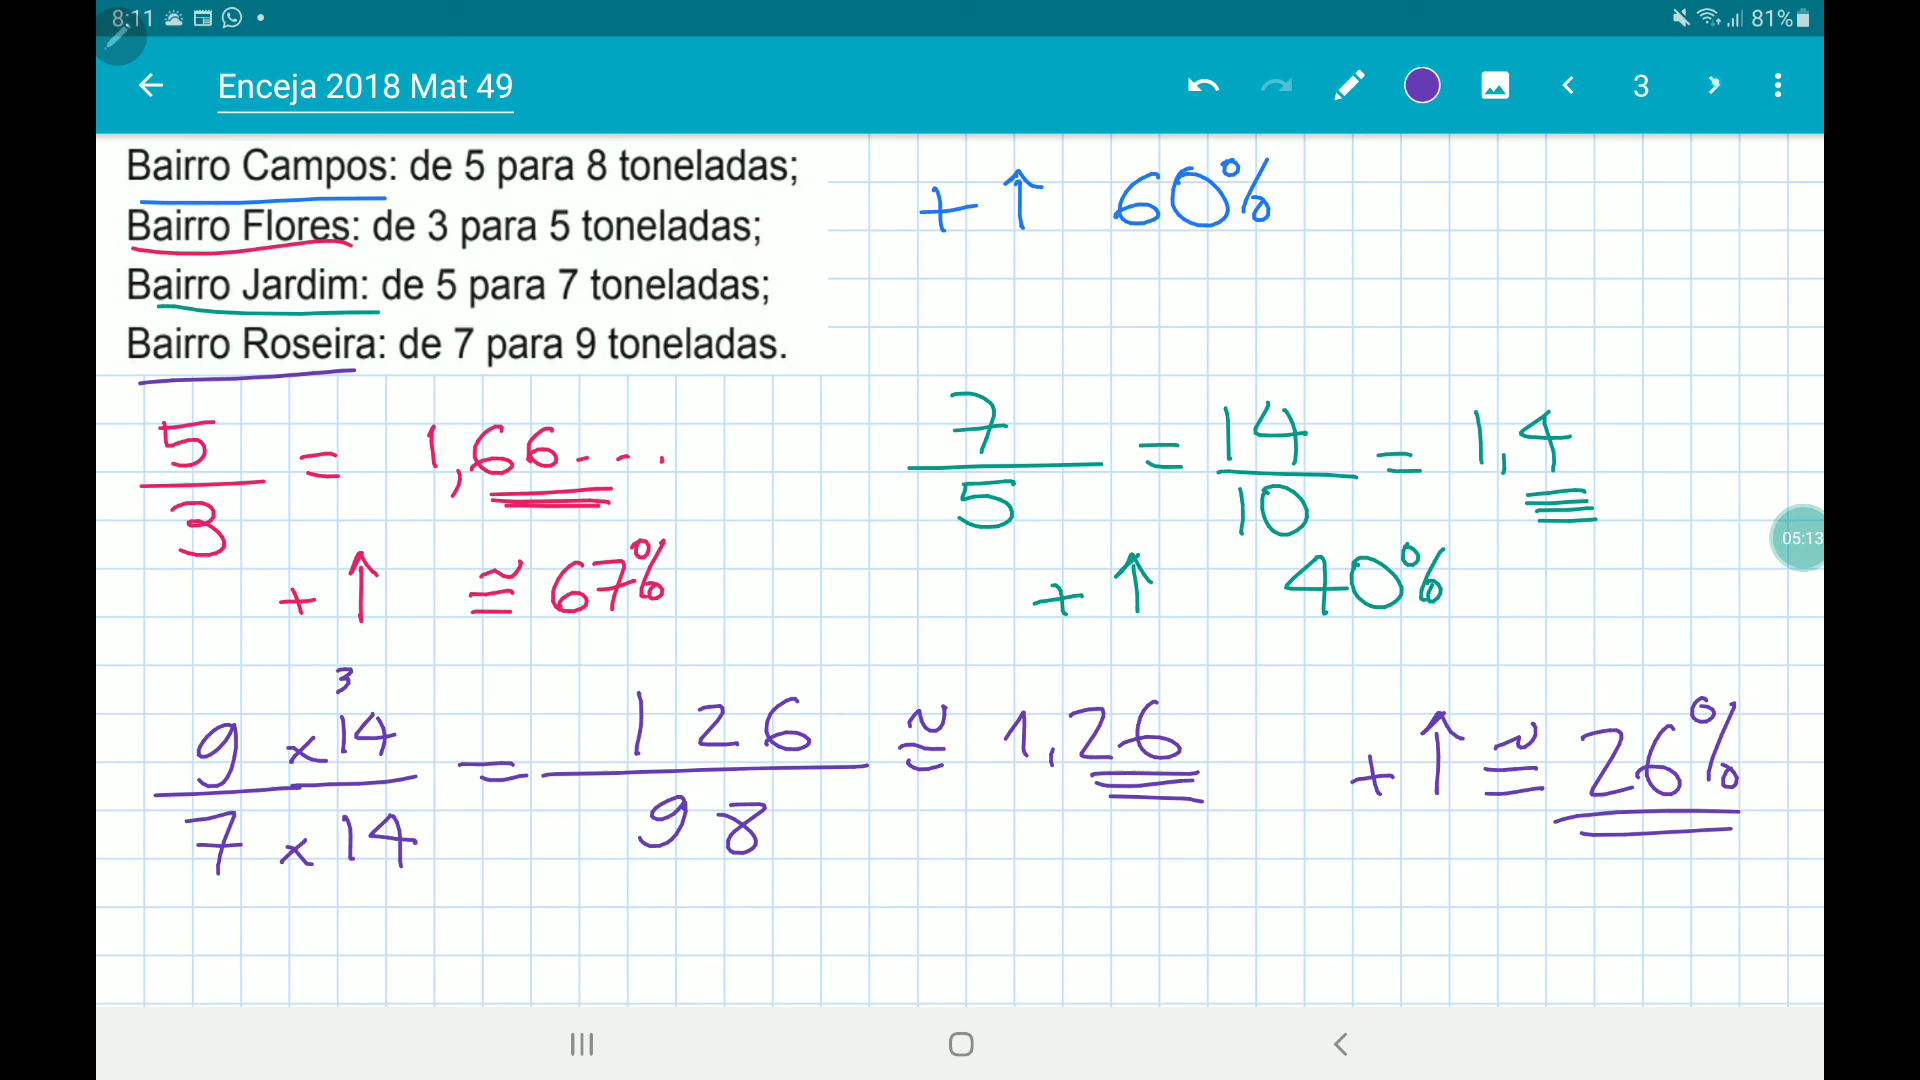 8:11 81%
Enceja 2018 Mat 49 3
Bairro Campos: de 5 para 8 toneladas;
Bairro Flores: de 3 para 5 toneladas;
Bairro Jardim: de 5 para 7 toneladas;
Bairro Roseira: de 7 para 9 toneladas.
+ ↑ 60%
5/3 = 1,66...
+ ↑ ≅ 67%
7/5 = 14/10 = 1,4
+ ↑ 40%
05:13
3
9 x 14 / 7 x 14 = 126/98 ≅ 1,26 + ↑ ≅ 26%